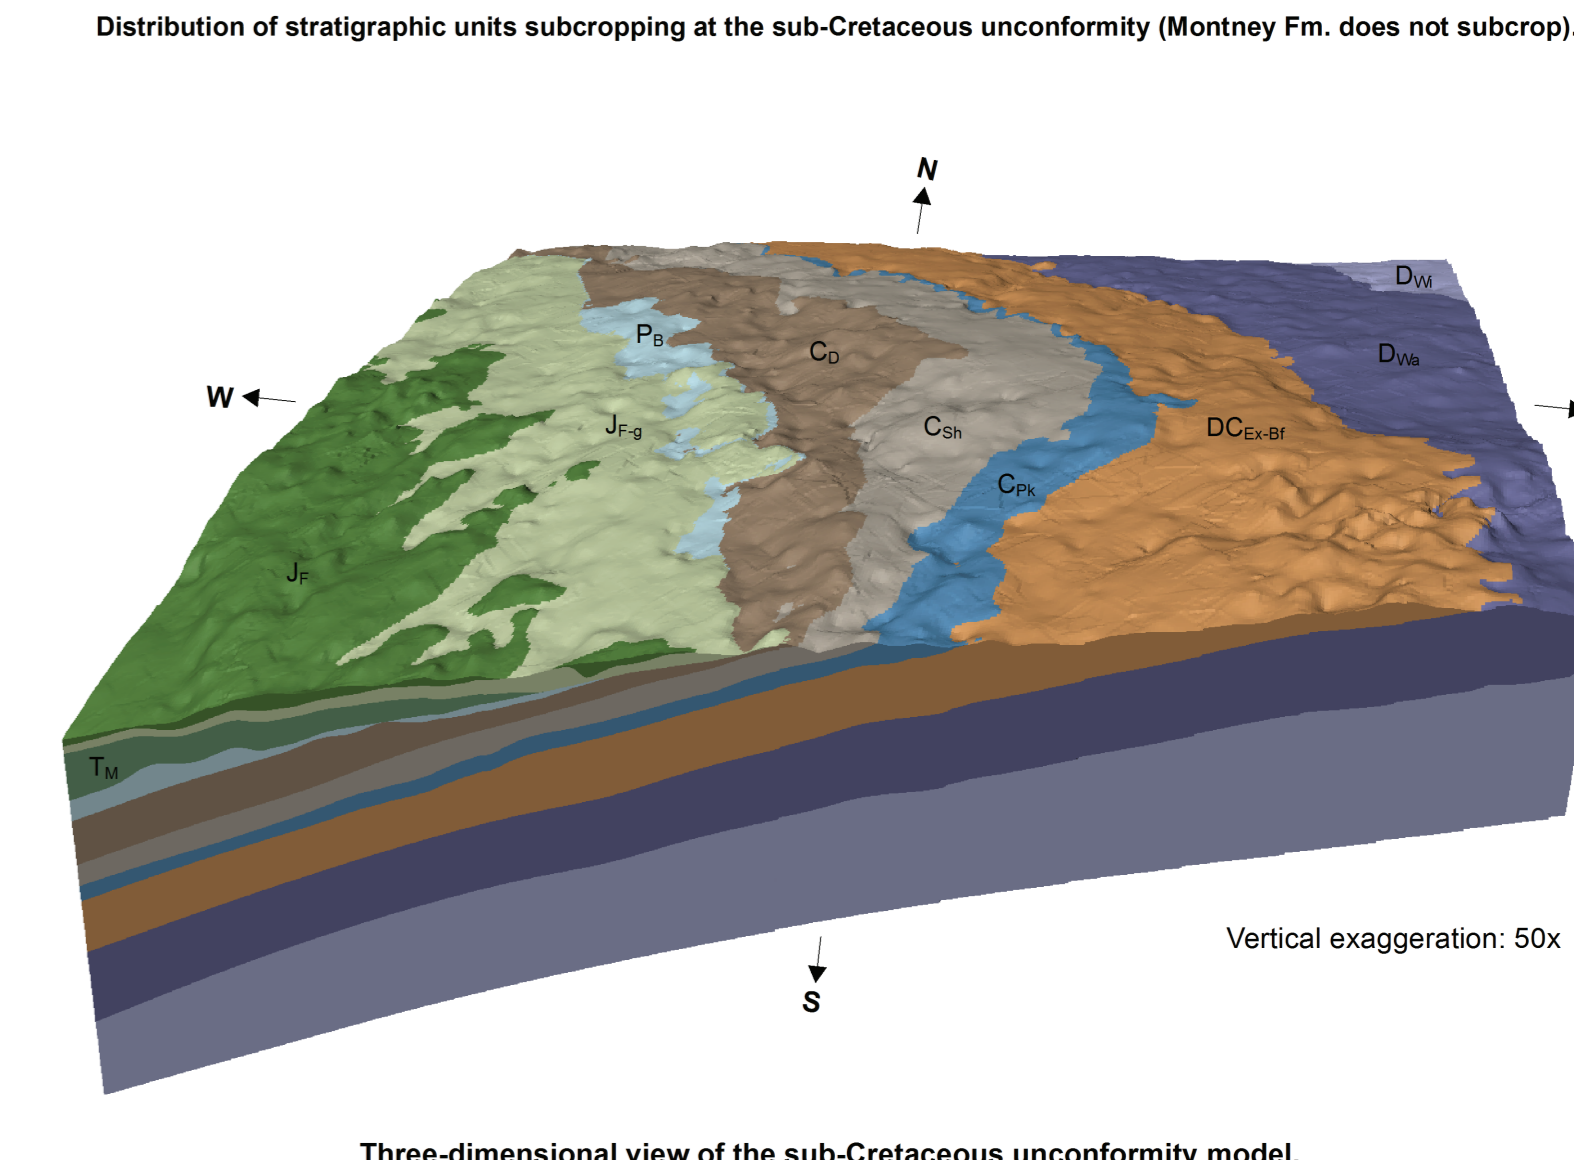 Distribution of stratigraphic units subcropping at the sub-Cretaceous unconformity (Montney Fm. does not subcrop).
N
DWi
PB
CD
DWa
W
JF-g
CSh
DCEx-Bf
CPk
JF
TM
Vertical exaggeration: 50x
S
Three-dimensional view of the sub-Cretaceous unconformity model.